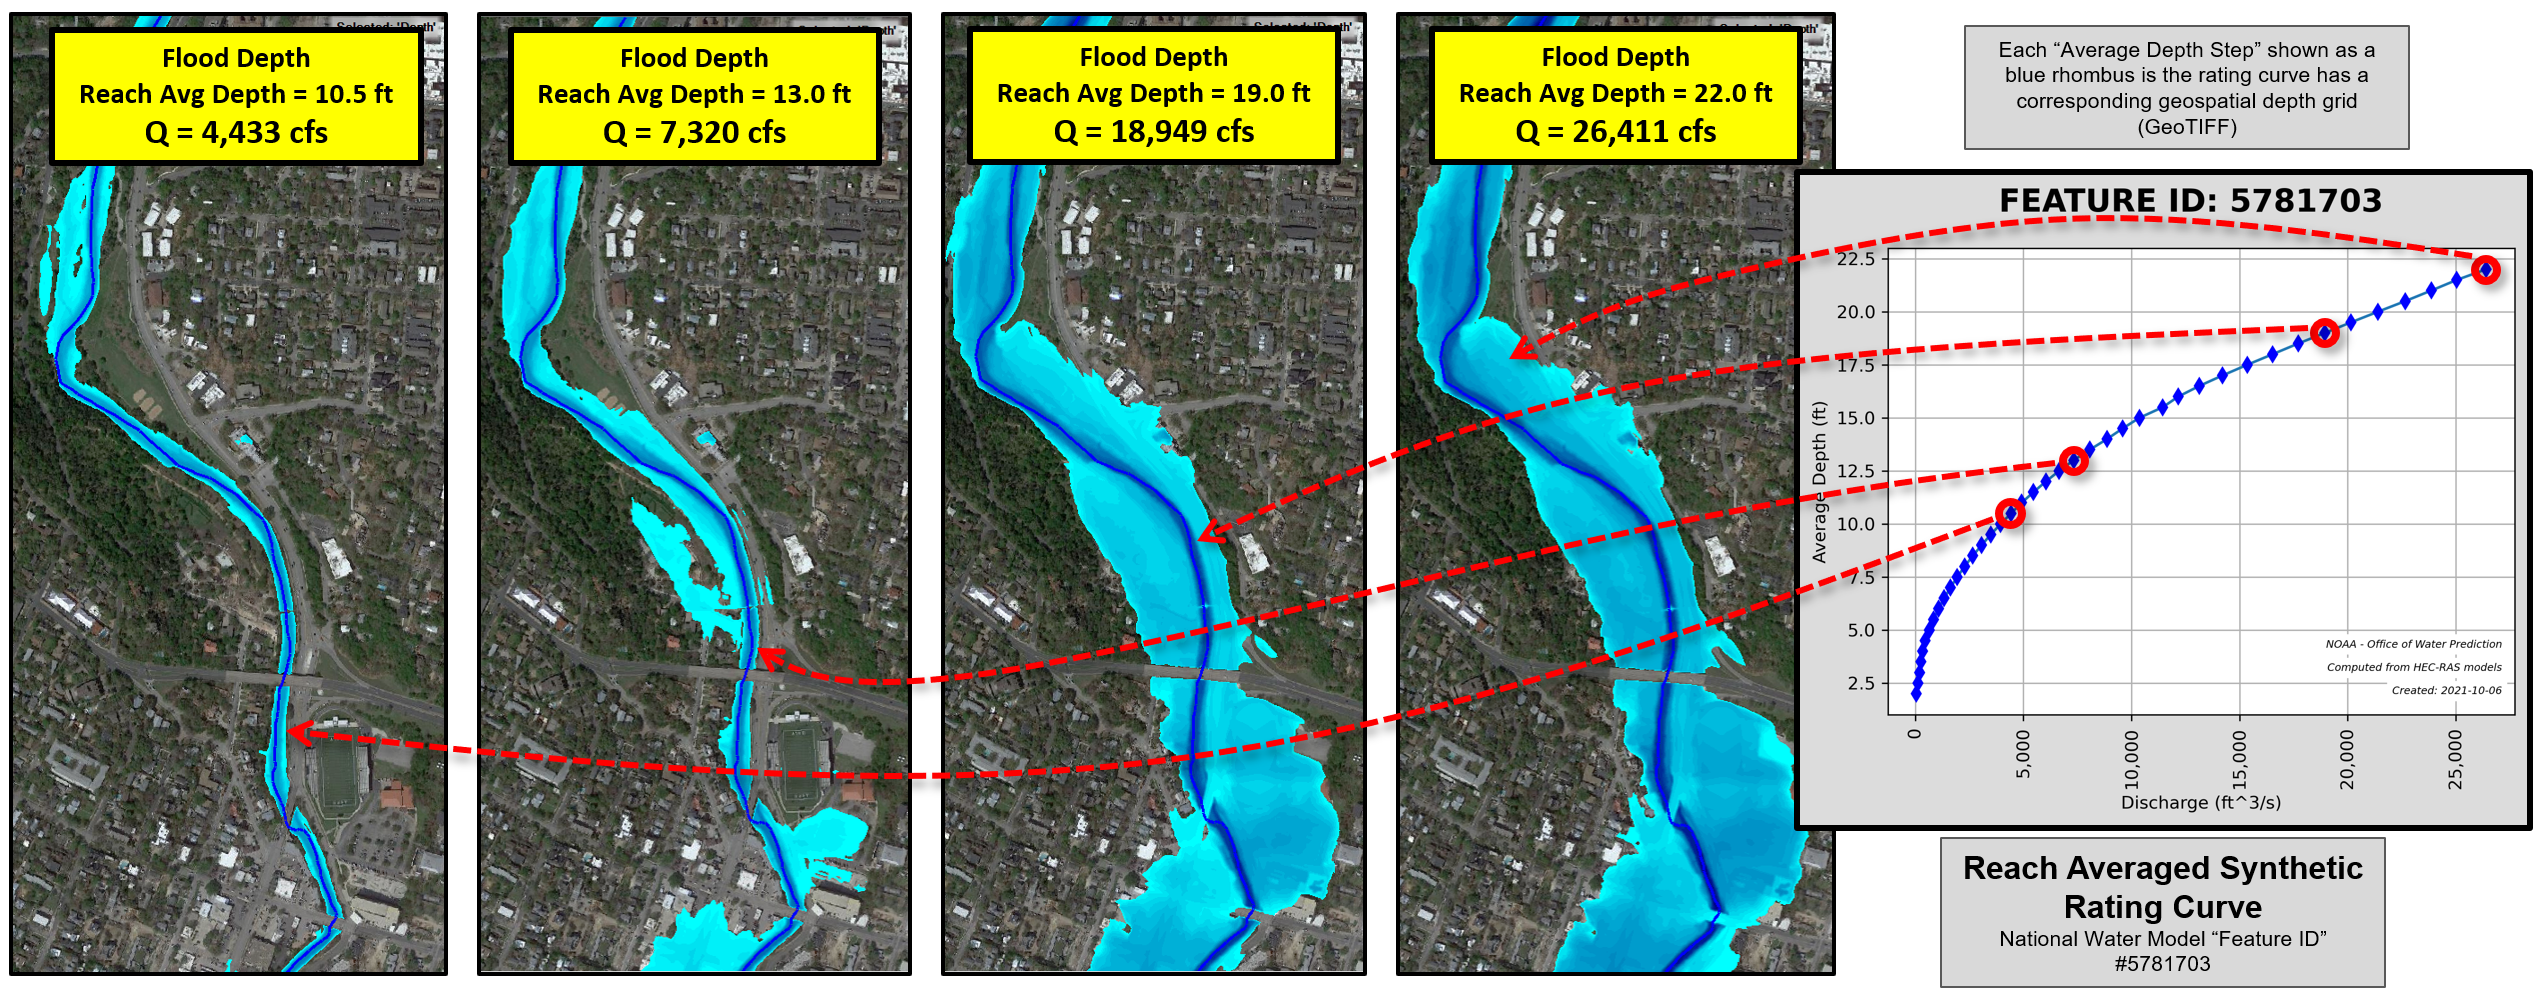 Selected: 'Depth'
Flood Depth
Reach Avg Depth = 10.5 ft
Q = 4,433 cfs
Flood Depth
Reach Avg Depth = 13.0 ft
Q = 7,320 cfs
Selected: 'Depth'
Flood Depth
Reach Avg Depth = 19.0 ft
Q = 18,949 cfs
Flood Depth
Reach Avg Depth = 22.0 ft
Q = 26,411 cfs
Each “Average Depth Step” shown as a
blue rhombus is the rating curve has a
corresponding geospatial depth grid
(GeoTIFF)
FEATURE ID: 5781703
22.5
20.0
17.5
15.0
12.5
10.0
7.5
5.0
2.5
Average Depth (ft)
NOAA - Office of Water Prediction
Computed from HEC-RAS models
Created: 2021-10-06
0
5,000
10,000
15,000
20,000
25,000
Discharge (ft^3/s)
Reach Averaged Synthetic
Rating Curve
National Water Model “Feature ID”
#5781703